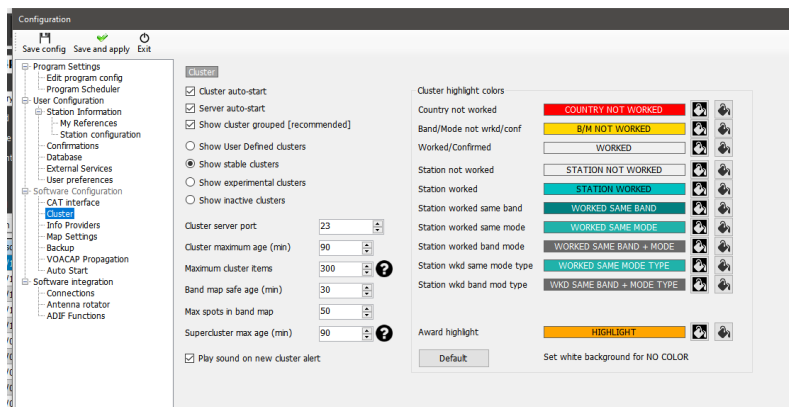 Configuration
Save config Save and apply Exit
Program Settings
Edit program config
Program Scheduler
User Configuration
Station Information
My References
Station configuration
Confirmations
Database
External Services
User preferences
Software Configuration
CAT interface
Cluster
Info Providers
Map Settings
Backup
VOACAP Propagation
Auto Start
Software integration
Connections
Antenna rotator
ADIF Functions
Cluster
Cluster auto-start
Server auto-start
Show cluster grouped [recommended]
Show User Defined clusters
Show stable clusters
Show experimental clusters
Show inactive clusters
Cluster server port 23
Cluster maximum age (min) 90
Maximum cluster items 300
Band map safe age (min) 30
Max spots in band map 50
Supercluster max age (min) 90
Play sound on new cluster alert
Cluster highlight colors
Country not worked COUNTRY NOT WORKED
Band/Mode not wrkd/conf B/M NOT WORKED
Worked/Confirmed WORKED
Station not worked STATION NOT WORKED
Station worked STATION WORKED
Station worked same band WORKED SAME BAND
Station worked same mode WORKED SAME MODE
Station worked band mode WORKED SAME BAND + MODE
Station wkd same mode type WORKED SAME MODE TYPE
Station wkd band mod type WKD SAME BAND + MODE TYPE
Award highlight HIGHLIGHT
Default Set white background for NO COLOR